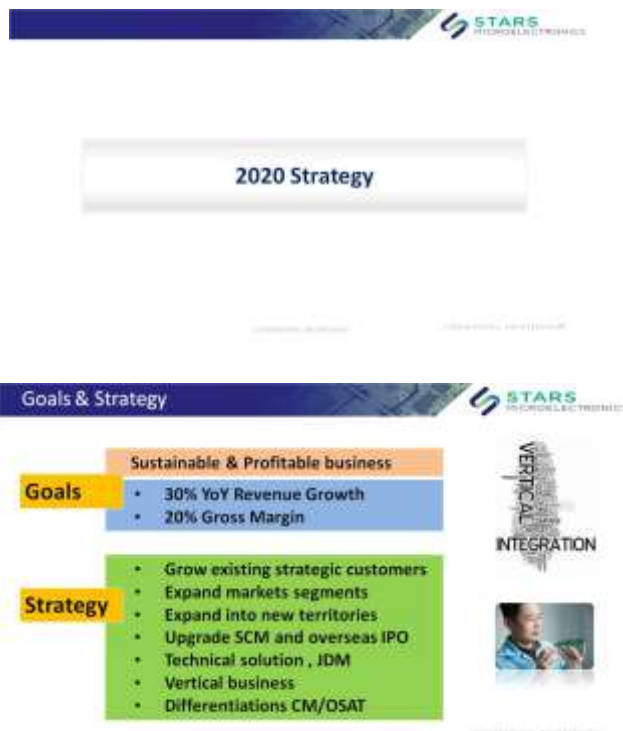 STARS
MICROELECTRONICS
2020 Strategy
Goals & Strategy
STARS
MICROELECTRONICS
Sustainable & Profitable business
Goals
• 30% YoY Revenue Growth
• 20% Gross Margin
VERTICAL
INTEGRATION
Strategy
• Grow existing strategic customers
• Expand markets segments
• Expand into new territories
• Upgrade SCM and overseas IPO
• Technical solution , JDM
• Vertical business
• Differentiations CM/OSAT